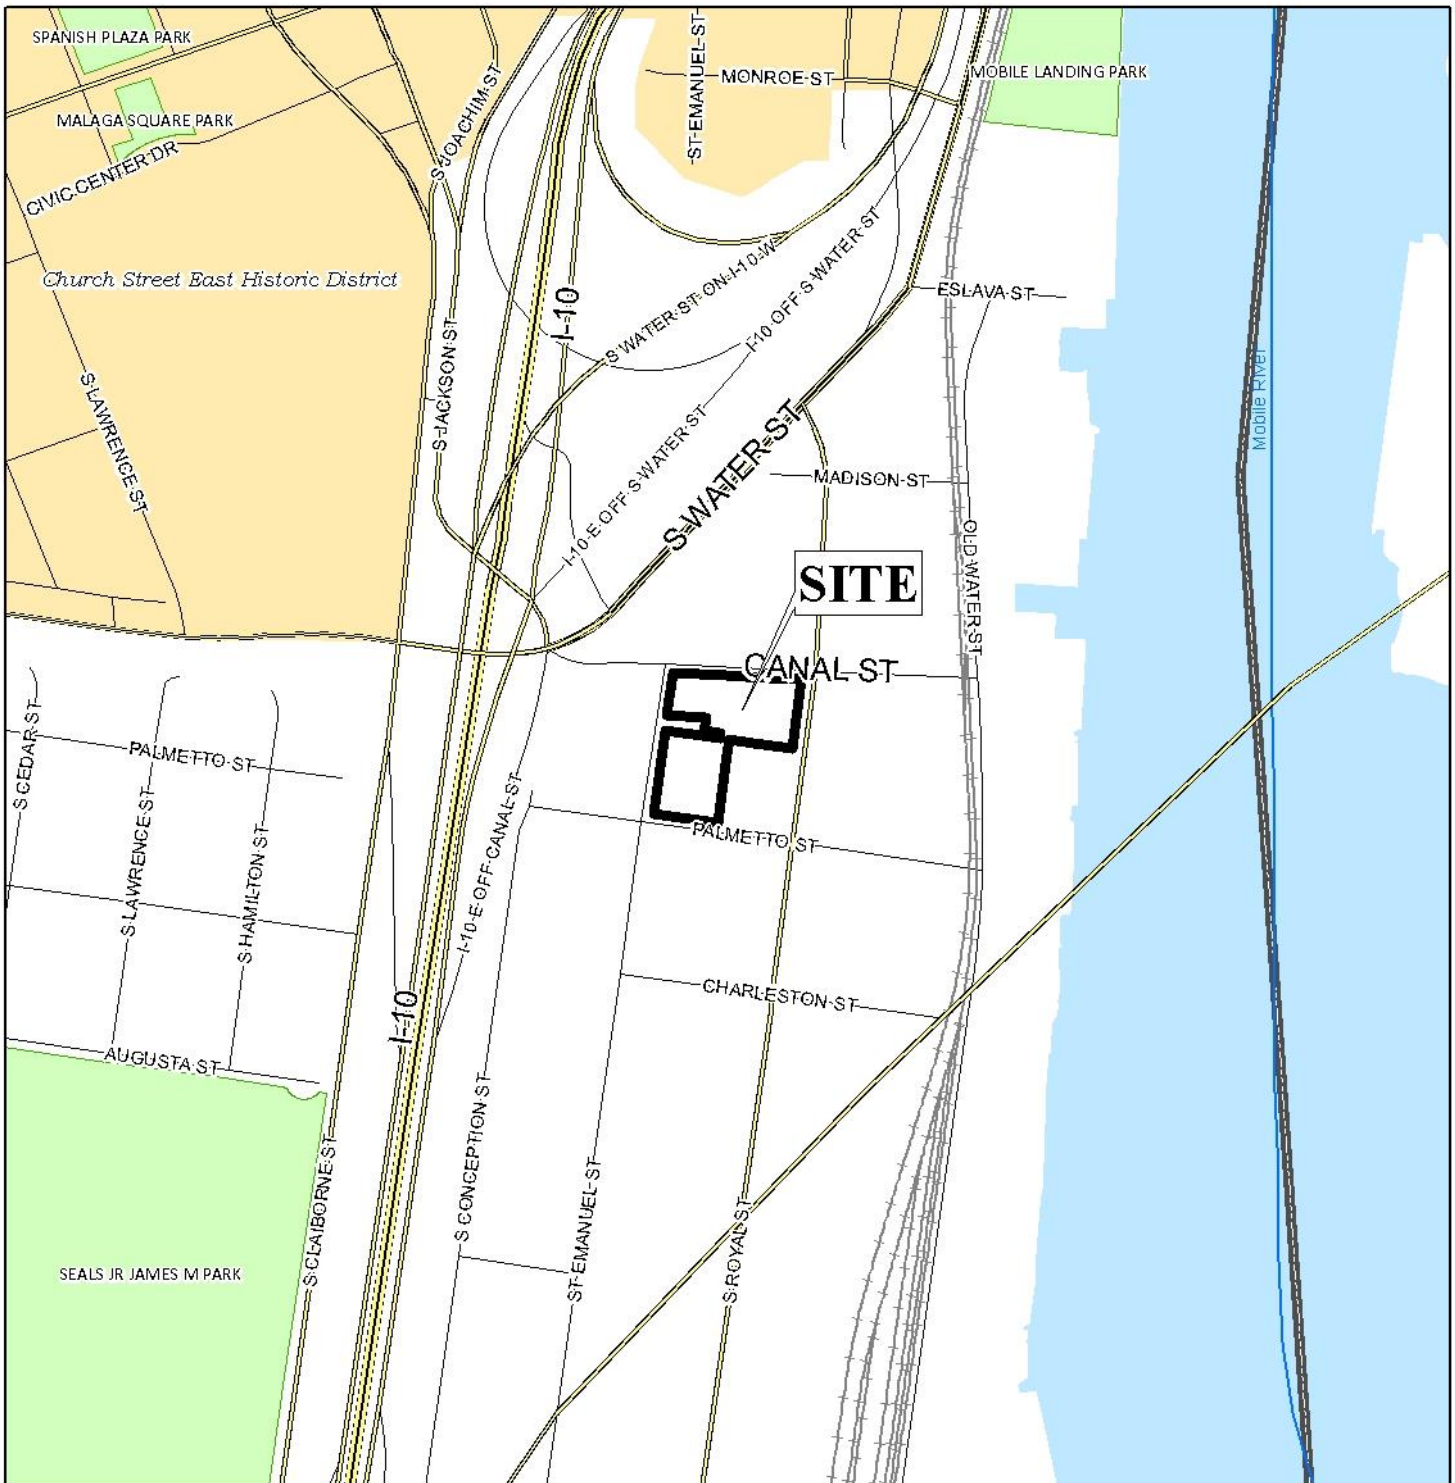 SPANISH PLAZA PARK
ST EMANUEL ST
MONROE ST
MOBILE LANDING PARK
S JOACHIM ST
MALAGA SQUARE PARK
CIVIC CENTER DR
Church Street East Historic District
S WATER ST ON I-10 W
I-10 OFF S WATER ST
ESLAVA ST
I-10
S JACKSON ST
Mobile River
S LAWRENCE ST
I-10 E OFF S WATER ST
S WATER ST
MADISON ST
OLD WATER ST
SITE
CANAL ST
S CEDAR ST
PALMETTO ST
S LAWRENCE ST
S HAMILTON ST
I-10 E OFF CANAL ST
PALMETTO ST
CHARLESTON ST
I-10
AUGUSTA ST
S CONCEPTION ST
S CLAIBORNE ST
ST EMANUEL ST
S ROYAL ST
SEALS JR JAMES M PARK